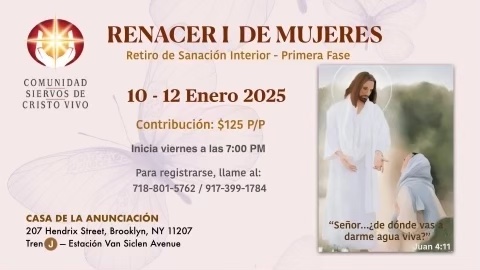 RENACER I DE MUJERES
Retiro de Sanación Interior - Primera Fase
COMUNIDAD
SIERVOS DE
CRISTO VIVO
10 - 12 Enero 2025
Contribución: $125 P/P
Inicia viernes a las 7:00 PM
Para registrarse, llame al:
718-801-5762 / 917-399-1784
CASA DE LA ANUNCIACIÓN
207 Hendrix Street, Brooklyn, NY 11207
Tren J — Estación Van Siclen Avenue
“Señor...¿de dónde vas a
darme agua viva?”
Juan 4:11